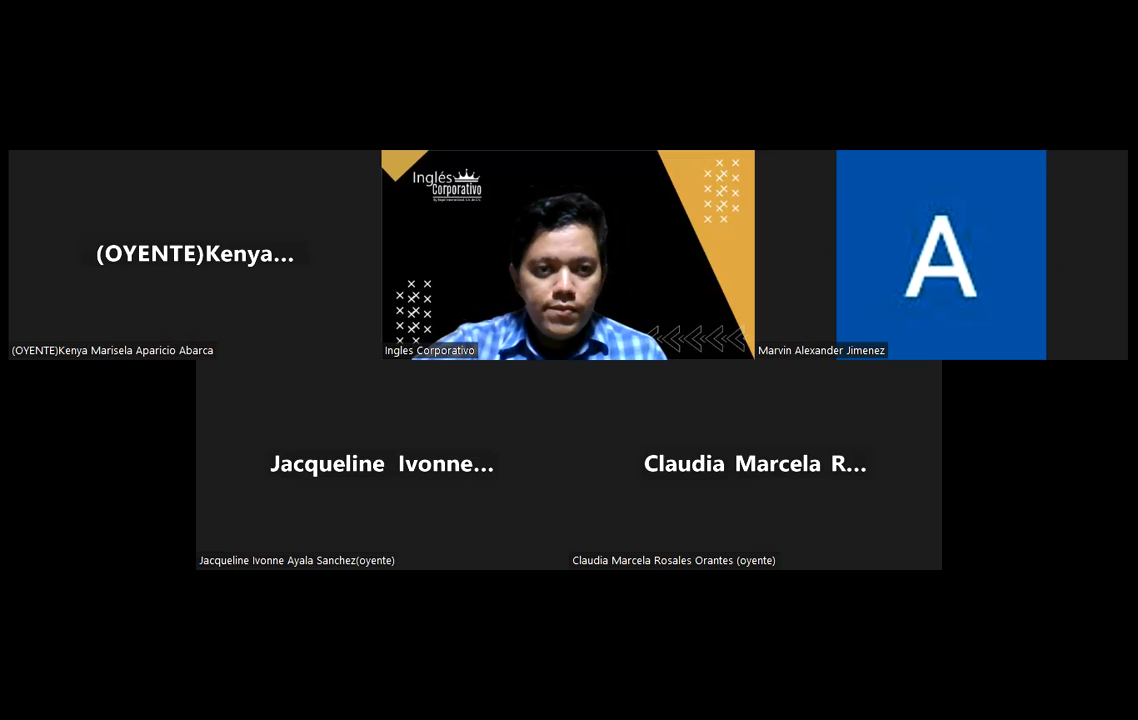 (OYENTE)Kenya...
(OYENTE)Kenya Marisela Aparicio Abarca
Inglés
Corporativo
Ingles Corporativo
A
Marvin Alexander Jimenez
Jacqueline Ivonne...
Jacqueline Ivonne Ayala Sanchez(oyente)
Claudia Marcela R...
Claudia Marcela Rosales Orantes (oyente)